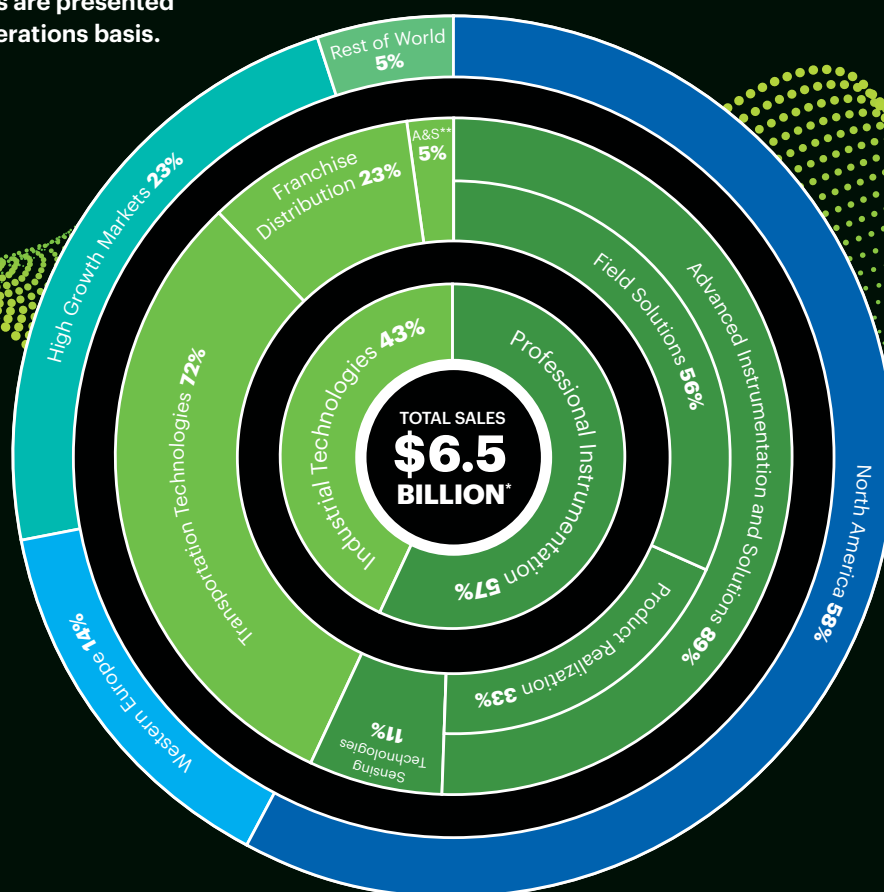 s are presented
erations basis.
Rest of World
5%
High Growth Markets 23%
Western Europe 14%
North America 58%
A&S**
5%
Franchise
Distribution 23%
Transportation Technologies 72%
Field Solutions 56%
Advanced Instrumentation and Solutions 89%
Product Realization 33%
Sensing
Technologies
11%
Industrial Technologies 43%
Professional Instrumentation 57%
TOTAL SALES
$6.5
BILLION*